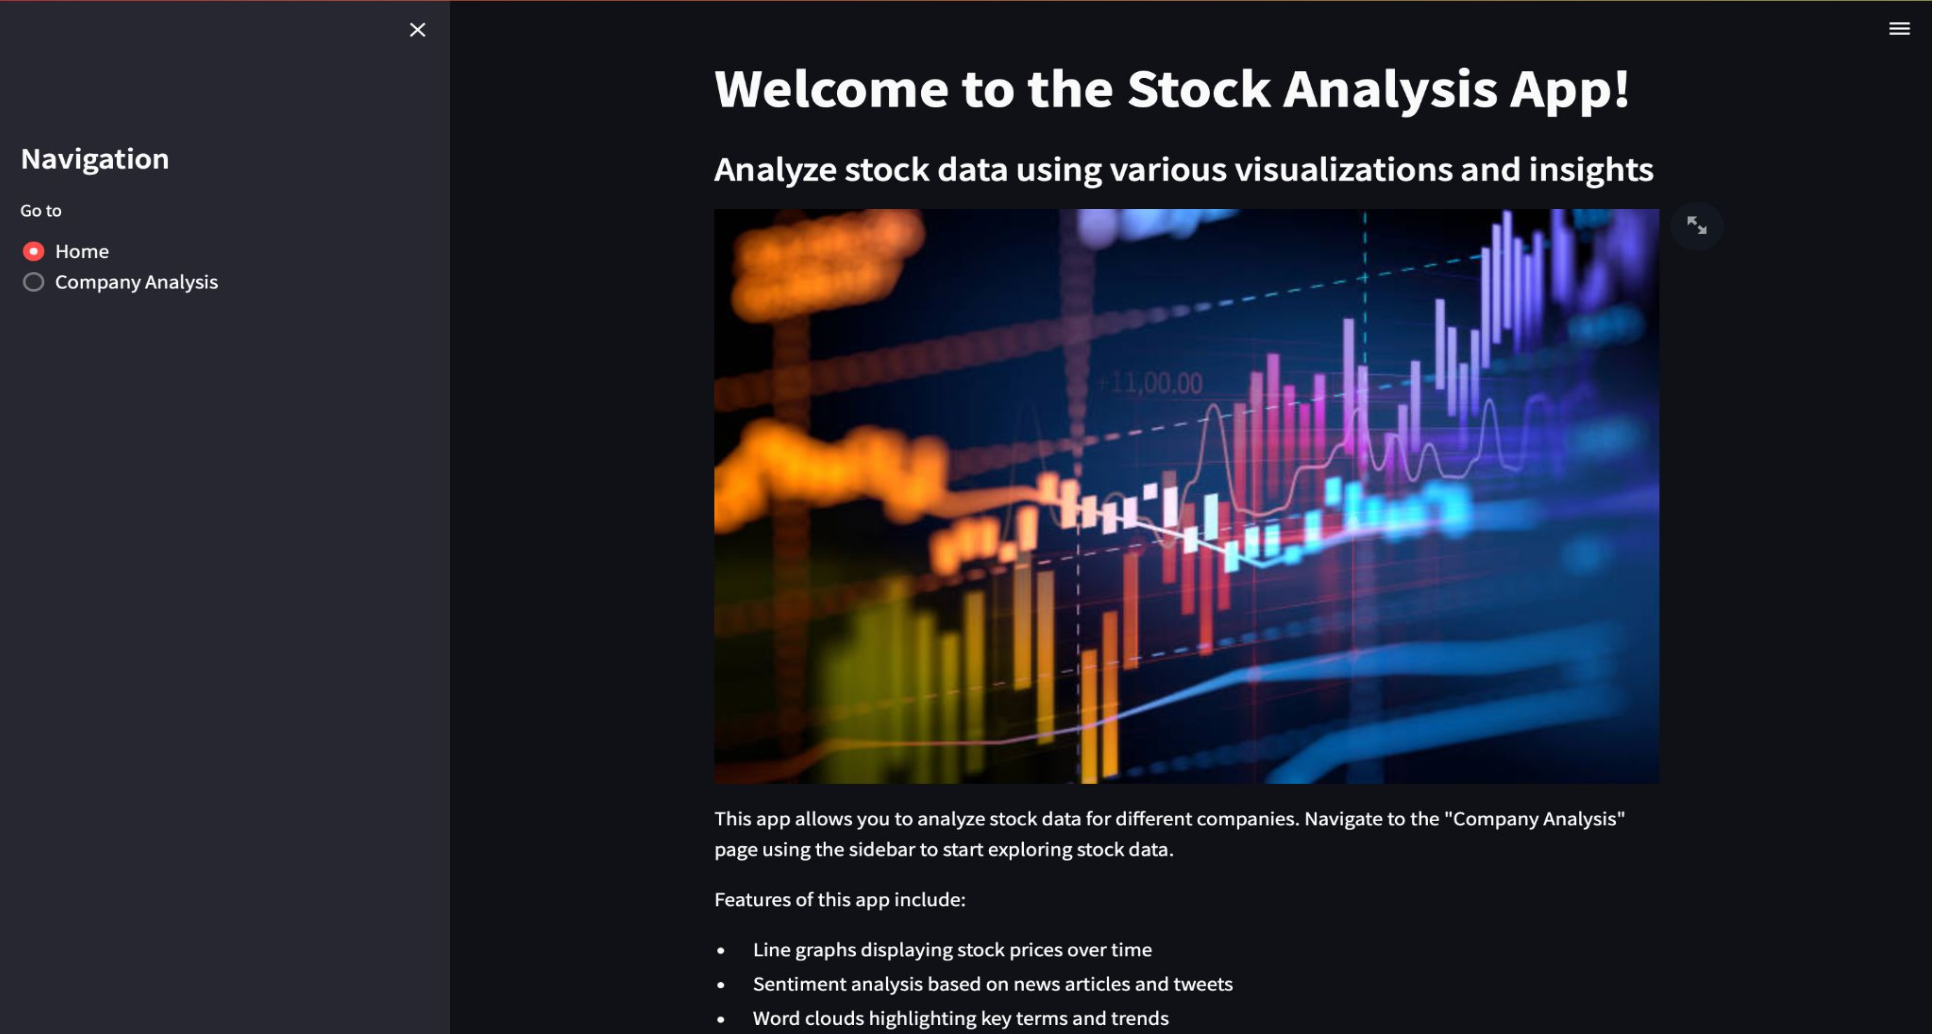 Navigation
Go to
Home
Company Analysis
Welcome to the Stock Analysis App!
Analyze stock data using various visualizations and insights
+11,00.00
This app allows you to analyze stock data for different companies. Navigate to the "Company Analysis"
page using the sidebar to start exploring stock data.
Features of this app include:
• Line graphs displaying stock prices over time
• Sentiment analysis based on news articles and tweets
• Word clouds highlighting key terms and trends